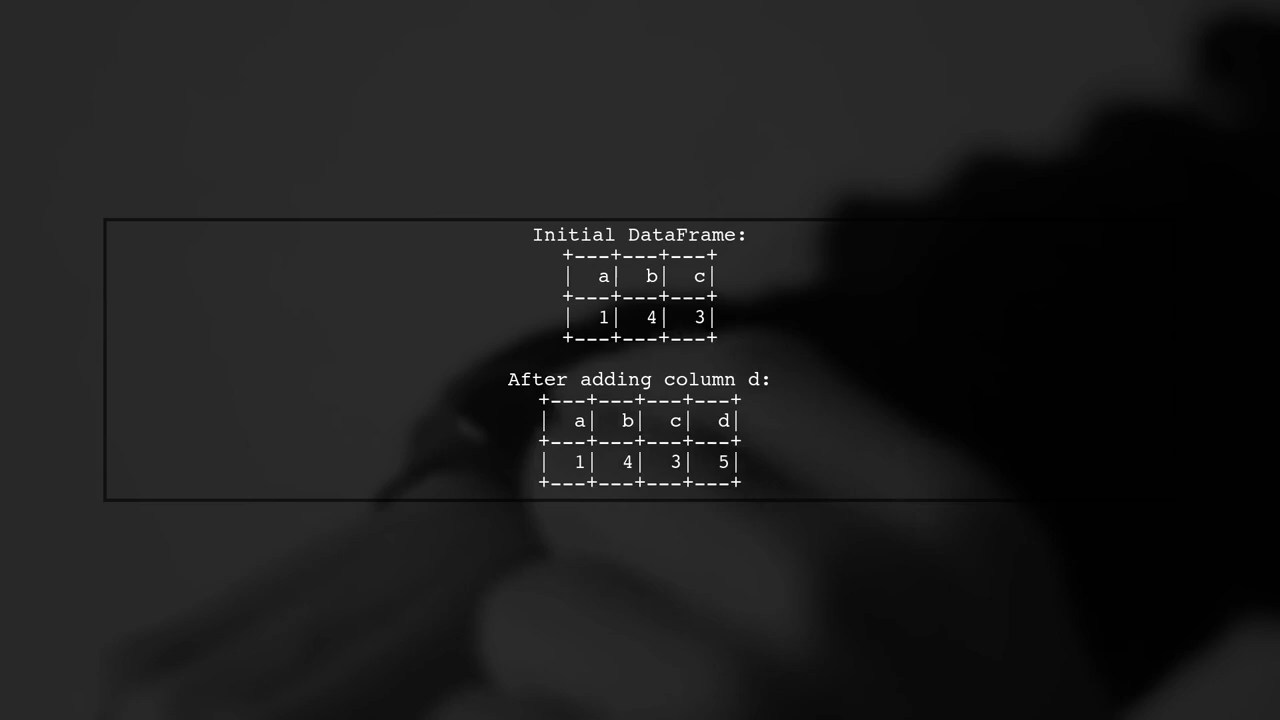 Initial DataFrame:
+---+---+---+
|  a|  b|  c|
+---+---+---+
|  1|  4|  3|
+---+---+---+
After adding column d:
+---+---+---+---+
|  a|  b|  c|  d|
+---+---+---+---+
|  1|  4|  3|  5|
+---+---+---+---+